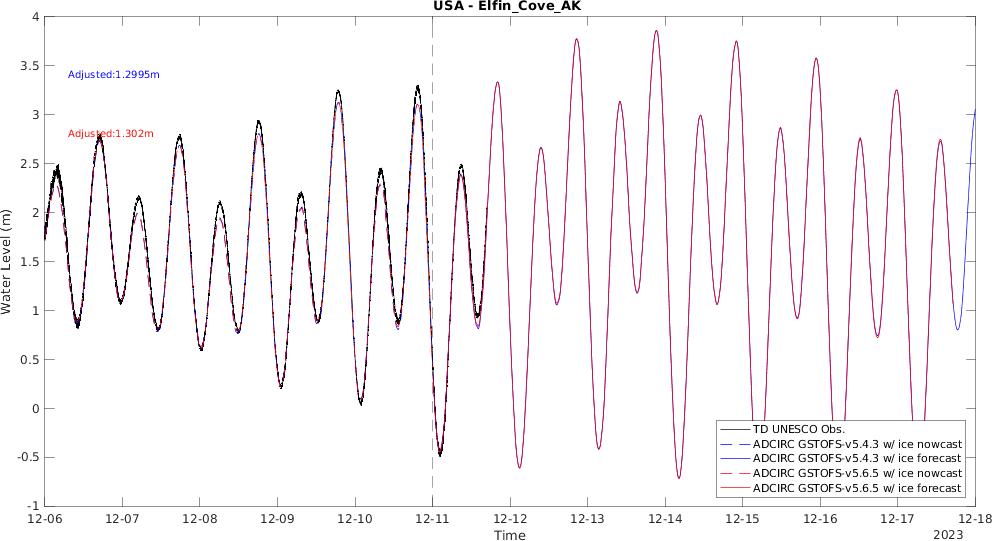 USA - Elfin_Cove_AK
4
3.5
3
2.5
2
1.5
1
0.5
0
-0.5
-1
Water Level (m)
Adjusted:1.2995m
Adjusted:1.302m
TD UNESCO Obs.
ADCIRC GSTOFS-v5.4.3 w/ ice nowcast
ADCIRC GSTOFS-v5.4.3 w/ ice forecast
ADCIRC GSTOFS-v5.6.5 w/ ice nowcast
ADCIRC GSTOFS-v5.6.5 w/ ice forecast
12-06 12-07 12-08 12-09 12-10 12-11 12-12 12-13 12-14 12-15 12-16 12-17 12-18
Time
2023